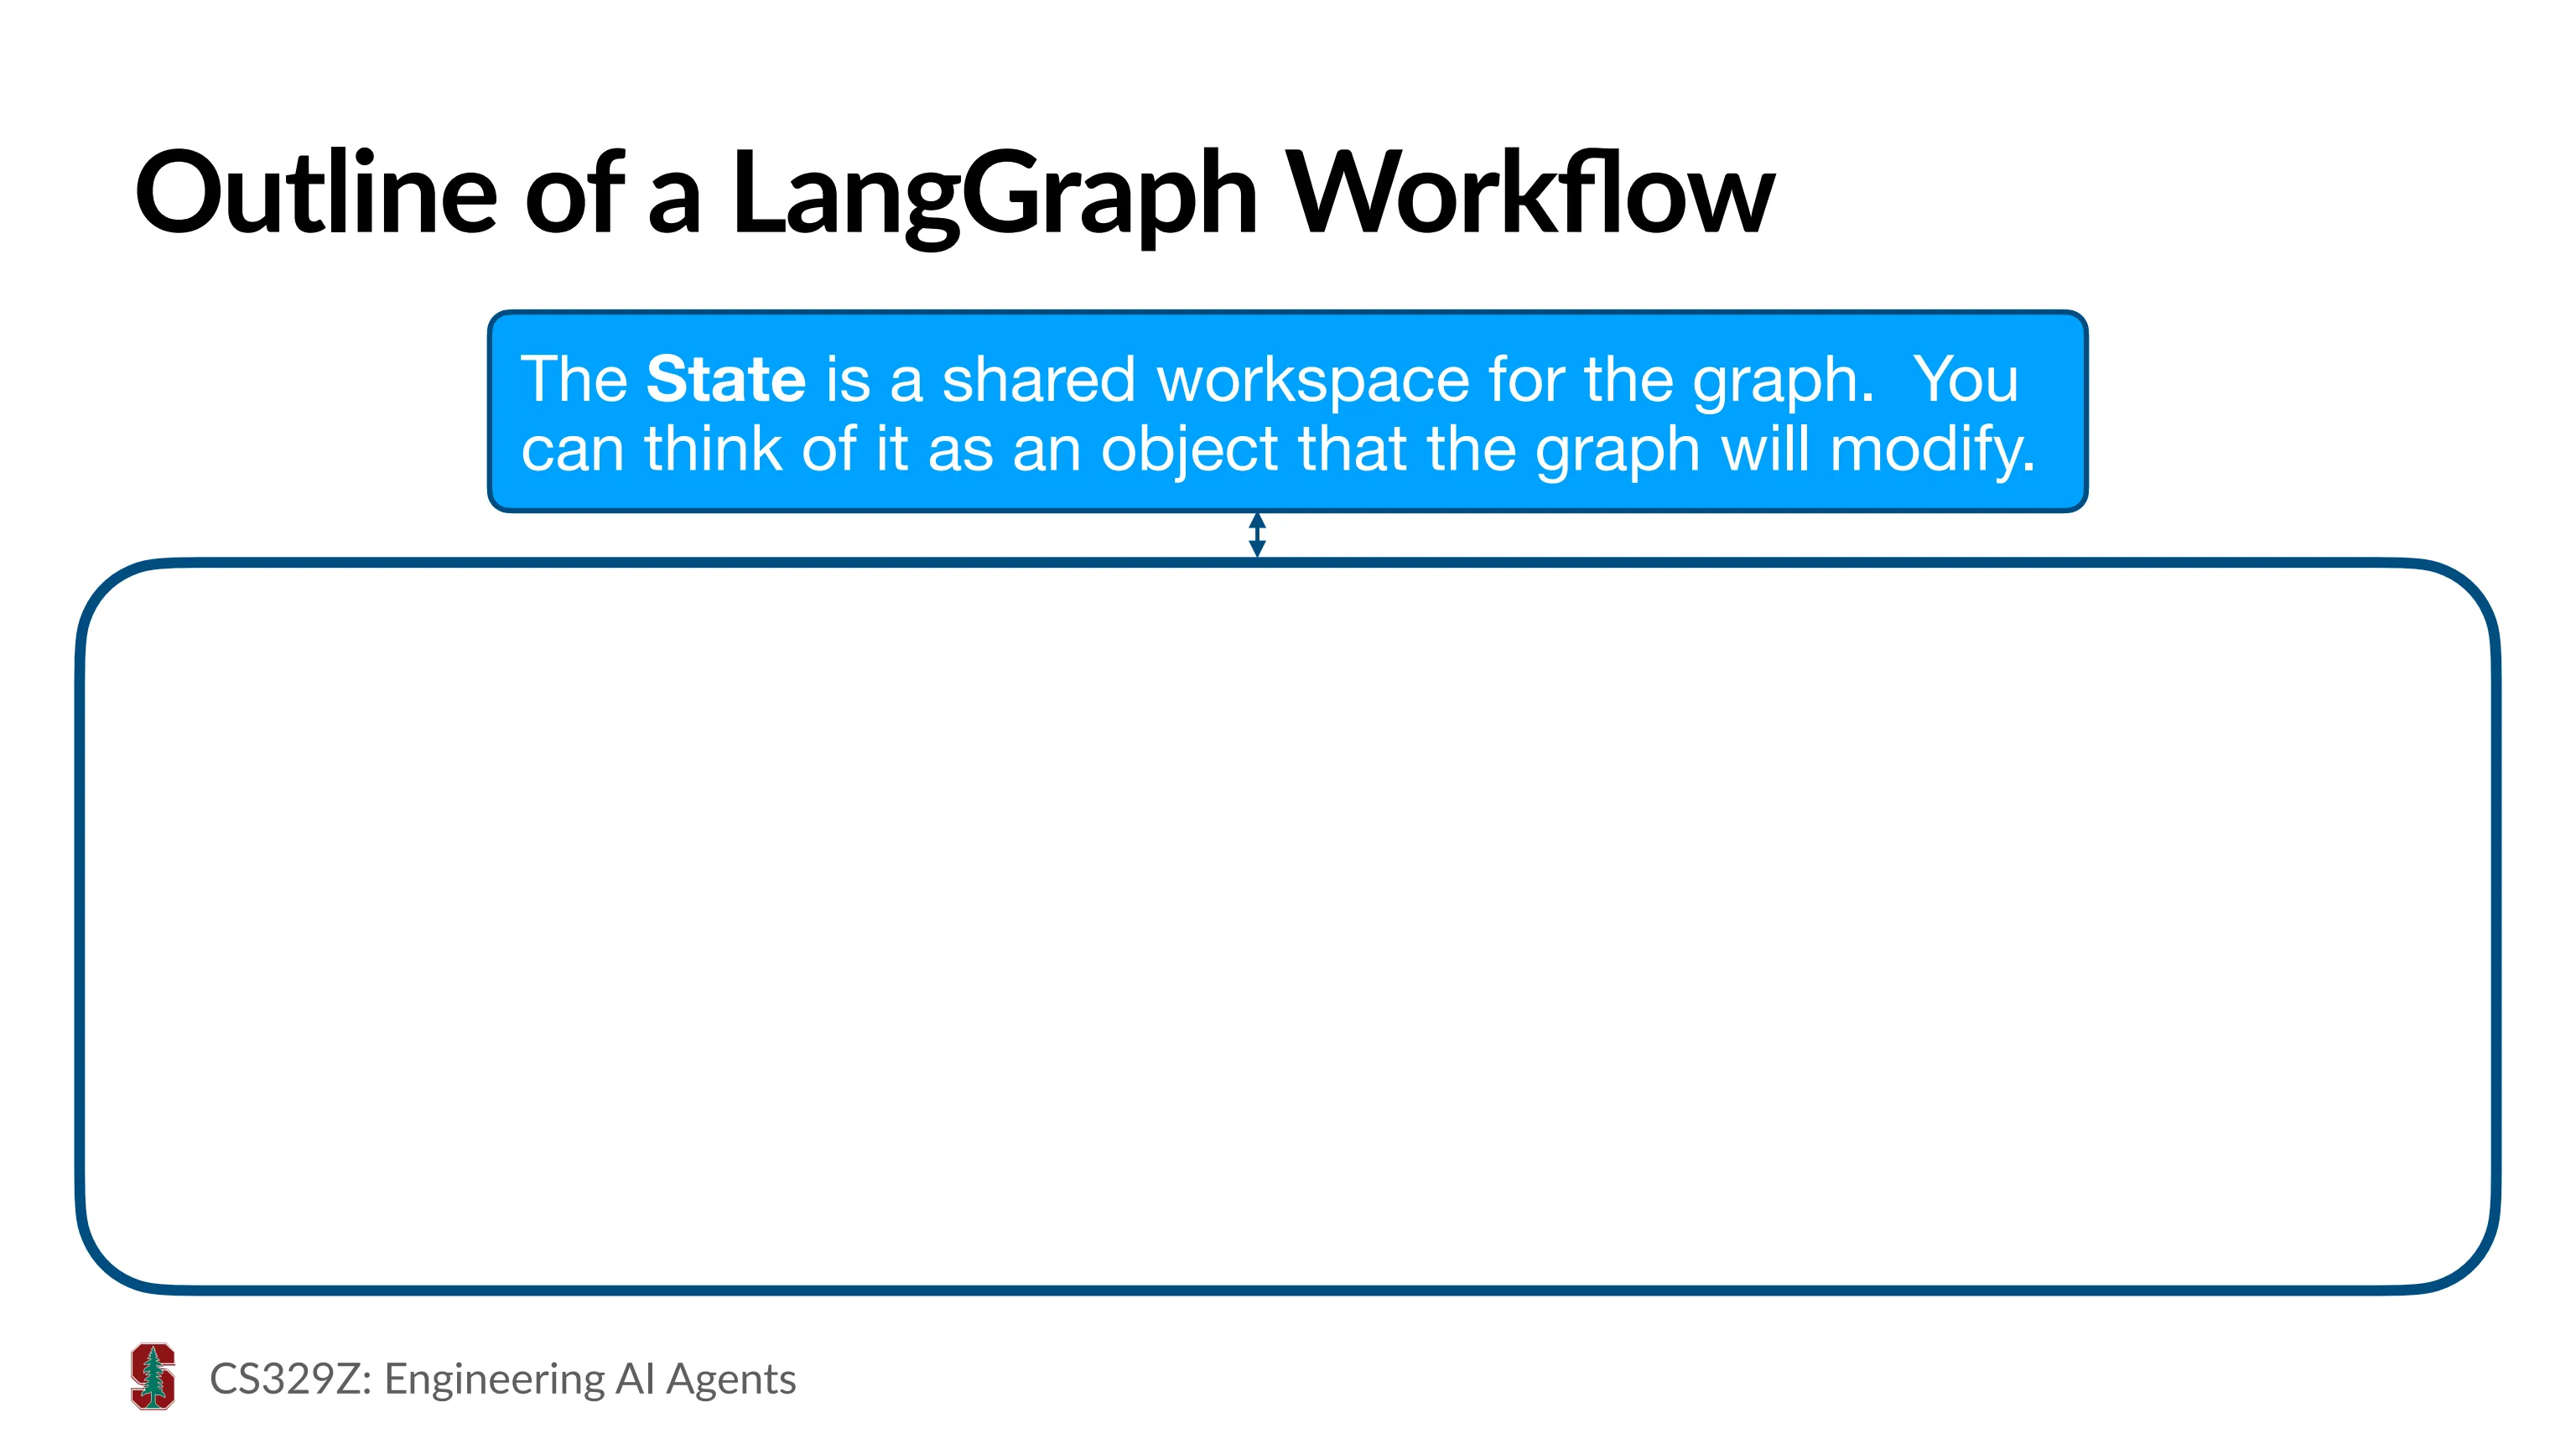 Outline of a LangGraph Workflow
The State is a shared workspace for the graph.  You
can think of it as an object that the graph will modify.
CS329Z: Engineering AI Agents